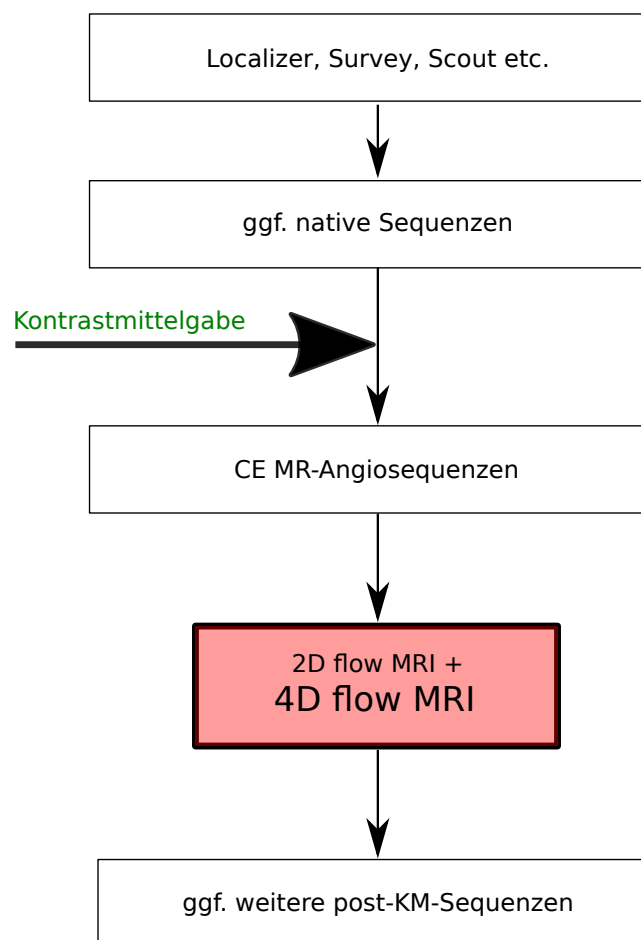 Localizer, Survey, Scout etc.
ggf. native Sequenzen
Kontrastmittelgabe
CE MR-Angiosequenzen
2D flow MRI +
4D flow MRI
ggf. weitere post-KM-Sequenzen